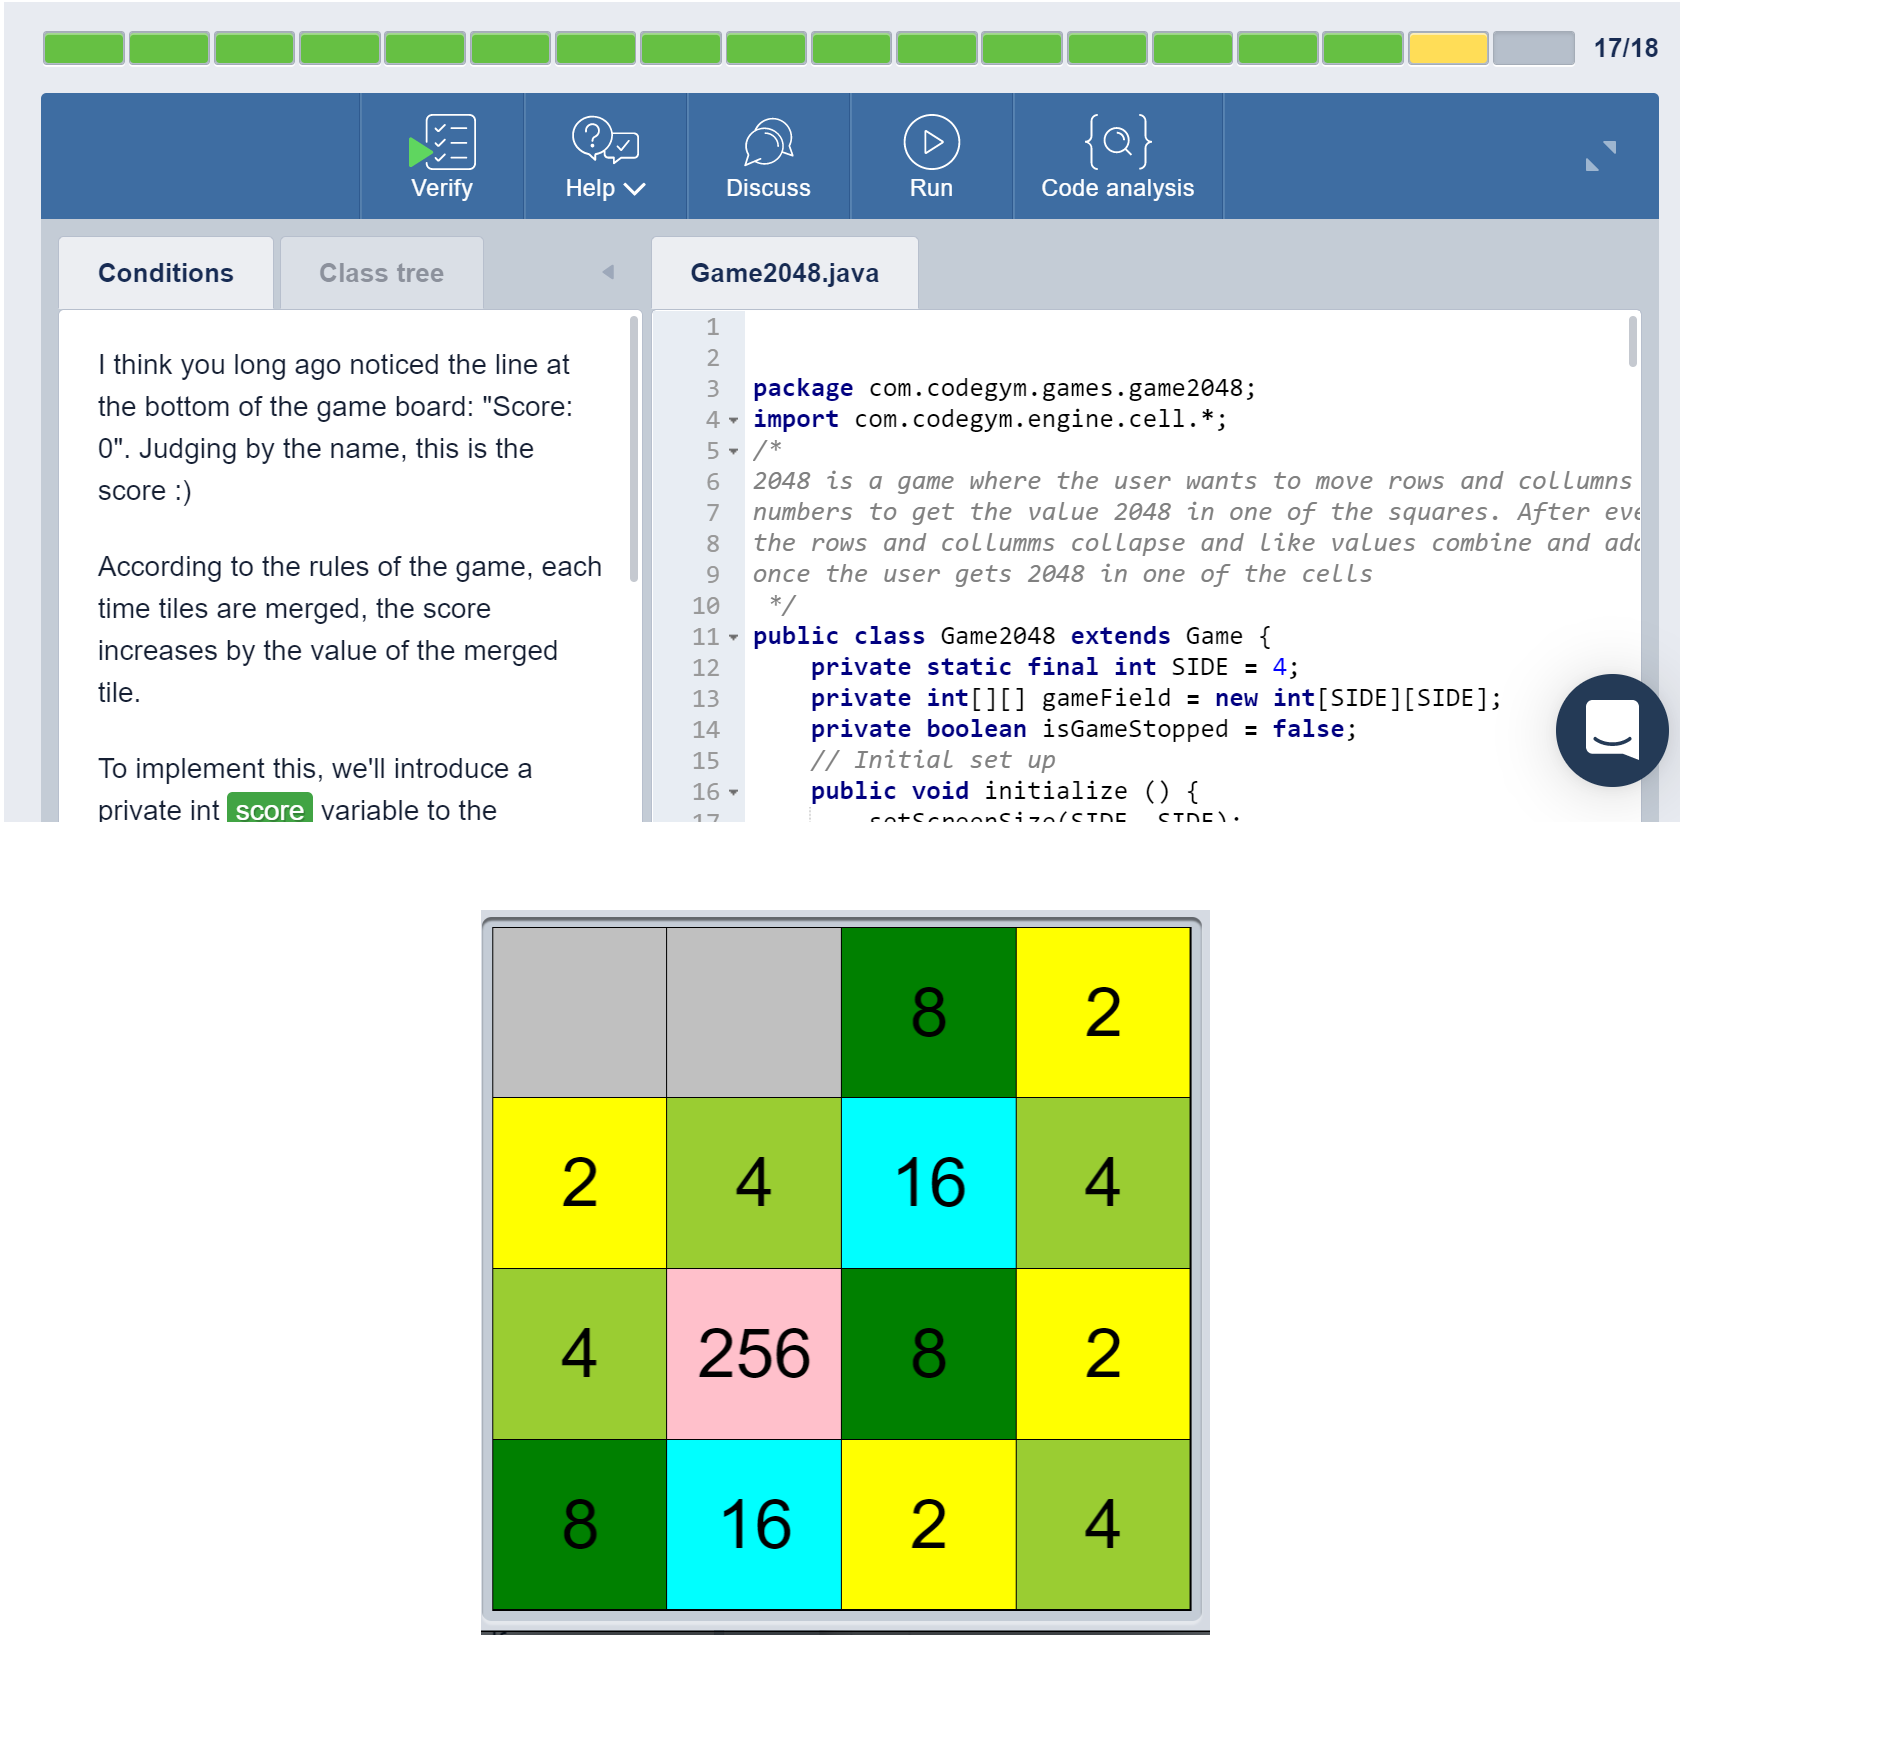 17/18
Verify
Help
Discuss
Run
Code analysis
Conditions
Class tree
Game2048.java
I think you long ago noticed the line at
the bottom of the game board: "Score:
0". Judging by the name, this is the
score :)
According to the rules of the game, each
time tiles are merged, the score
increases by the value of the merged
tile.
To implement this, we'll introduce a
private int score variable to the
1
2
3 package com.codegym.games.game2048;
4 import com.codegym.engine.cell.*;
5 /*
6 2048 is a game where the user wants to move rows and collumns
7 numbers to get the value 2048 in one of the squares. After eve
8 the rows and collumms collapse and like values combine and add
9 once the user gets 2048 in one of the cells
10 */
11 public class Game2048 extends Game {
12 private static final int SIDE = 4;
13 private int[][] gameField = new int[SIDE][SIDE];
14 private boolean isGameStopped = false;
15 // Initial set up
16 public void initialize () {
17 setScreenSize(SIDE, SIDE);
8 2
2 4 16 4
4 256 8 2
8 16 2 4